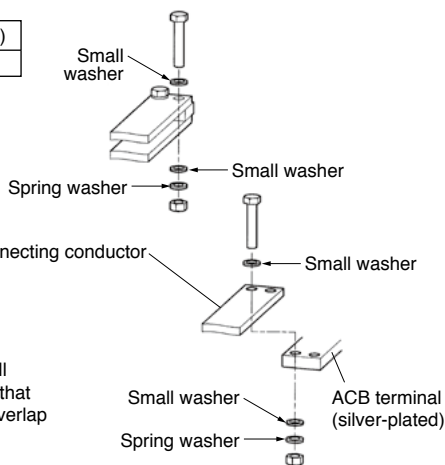 )
Small
washer
Small washer
Spring washer
necting conductor
Small washer
ll
that
verlap
ACB terminal
(silver-plated)
Small washer
Spring washer